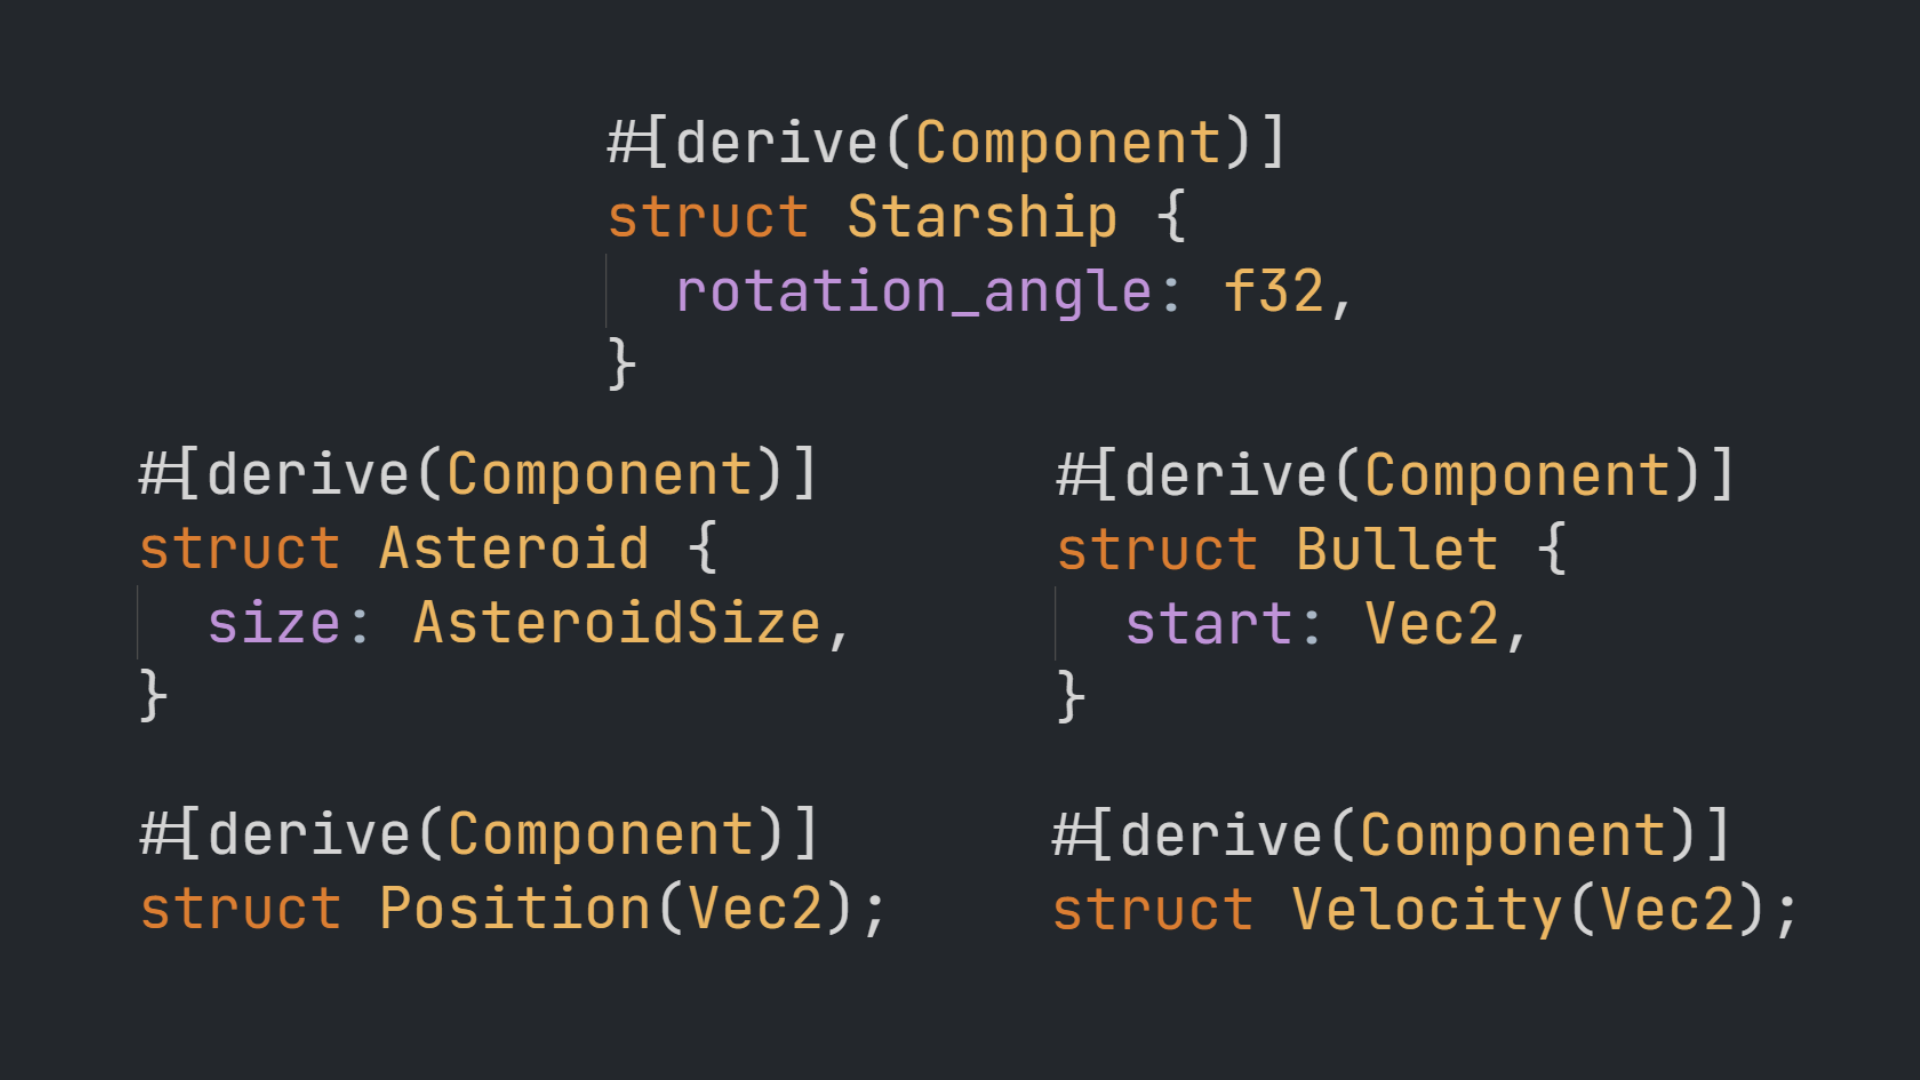 #[derive(Component)]
struct Starship {
  rotation_angle: f32,
}
#[derive(Component)]
struct Asteroid {
  size: AsteroidSize,
}
#[derive(Component)]
struct Bullet {
  start: Vec2,
}
#[derive(Component)]
struct Position(Vec2);
#[derive(Component)]
struct Velocity(Vec2);